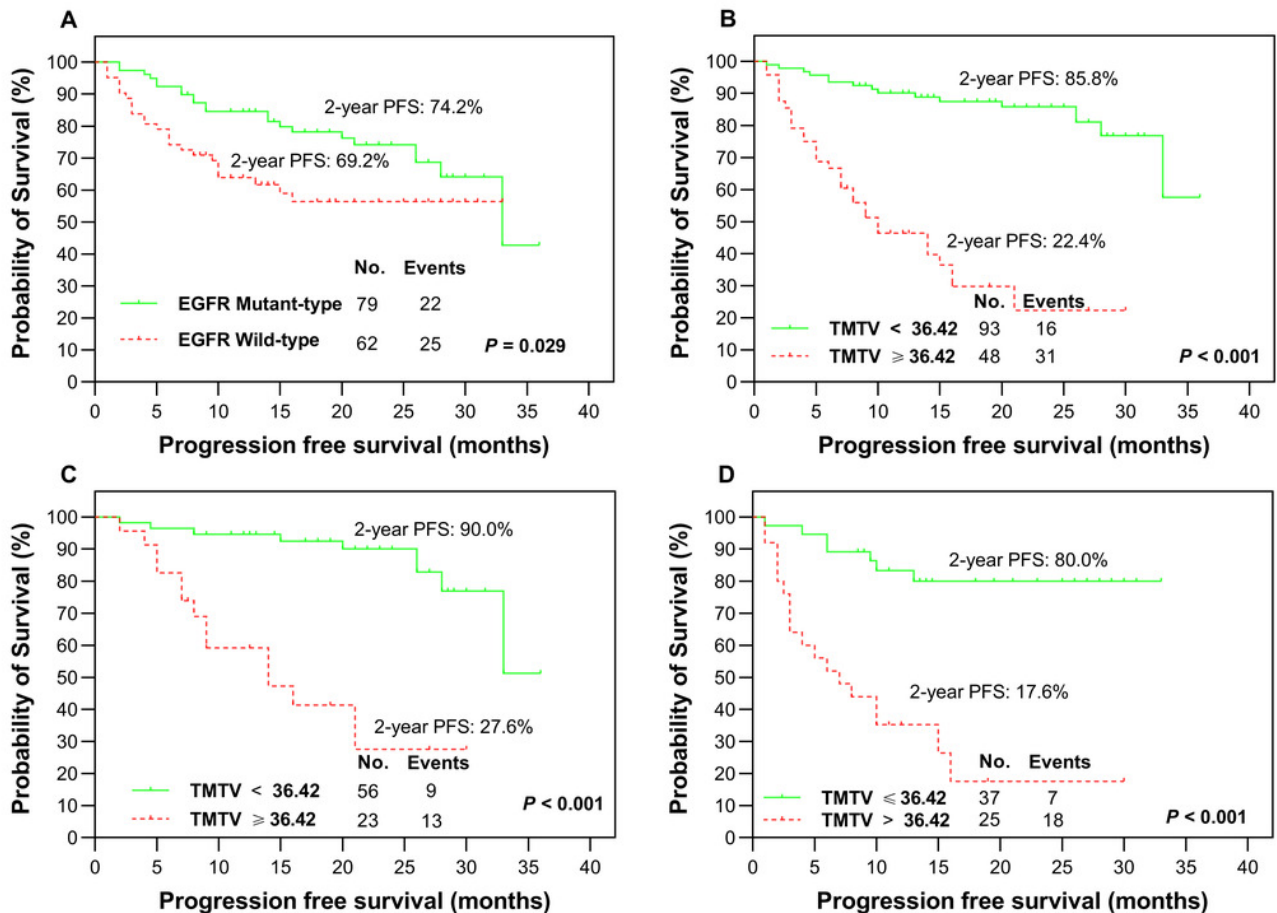 A
Probability of Survival (%)
100
90
80
70
60
50
40
30
20
10
0
2-year PFS: 74.2%
2-year PFS: 69.2%
No. Events
EGFR Mutant-type 79 22
EGFR Wild-type 62 25
P = 0.029
0 5 10 15 20 25 30 35 40
Progression free survival (months)
B
Probability of Survival (%)
100
90
80
70
60
50
40
30
20
10
0
2-year PFS: 85.8%
2-year PFS: 22.4%
No. Events
TMTV < 36.42 93 16
TMTV ⩾ 36.42 48 31
P < 0.001
0 5 10 15 20 25 30 35 40
Progression free survival (months)
C
Probability of Survival (%)
100
90
80
70
60
50
40
30
20
10
0
2-year PFS: 90.0%
2-year PFS: 27.6%
No. Events
TMTV < 36.42 56 9
TMTV ⩾ 36.42 23 13
P < 0.001
0 5 10 15 20 25 30 35 40
Progression free survival (months)
D
Probability of Survival (%)
100
90
80
70
60
50
40
30
20
10
0
2-year PFS: 80.0%
2-year PFS: 17.6%
No. Events
TMTV ⩽ 36.42 37 7
TMTV > 36.42 25 18
P < 0.001
0 5 10 15 20 25 30 35 40
Progression free survival (months)